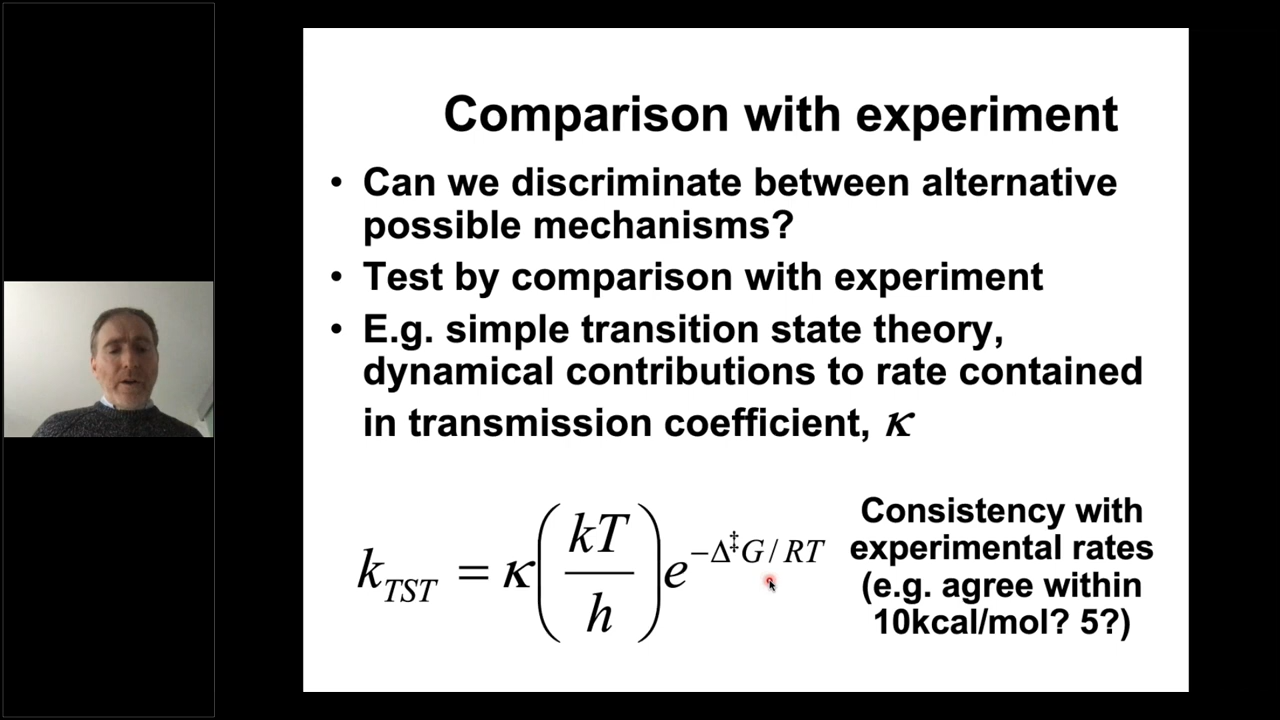 Comparison with experiment
• Can we discriminate between alternative
possible mechanisms?
• Test by comparison with experiment
• E.g. simple transition state theory,
dynamical contributions to rate contained
in transmission coefficient, κ
k_{TST} = κ(kT/h)e^{−Δ‡G/RT}
Consistency with
experimental rates
(e.g. agree within
10kcal/mol? 5?)